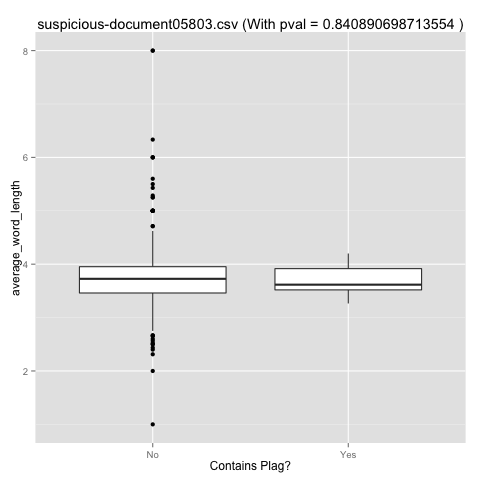 suspicious-document05803.csv (With pval = 0.840890698713554 )
average_word_length
8
6
4
2
No
Yes
Contains Plag?